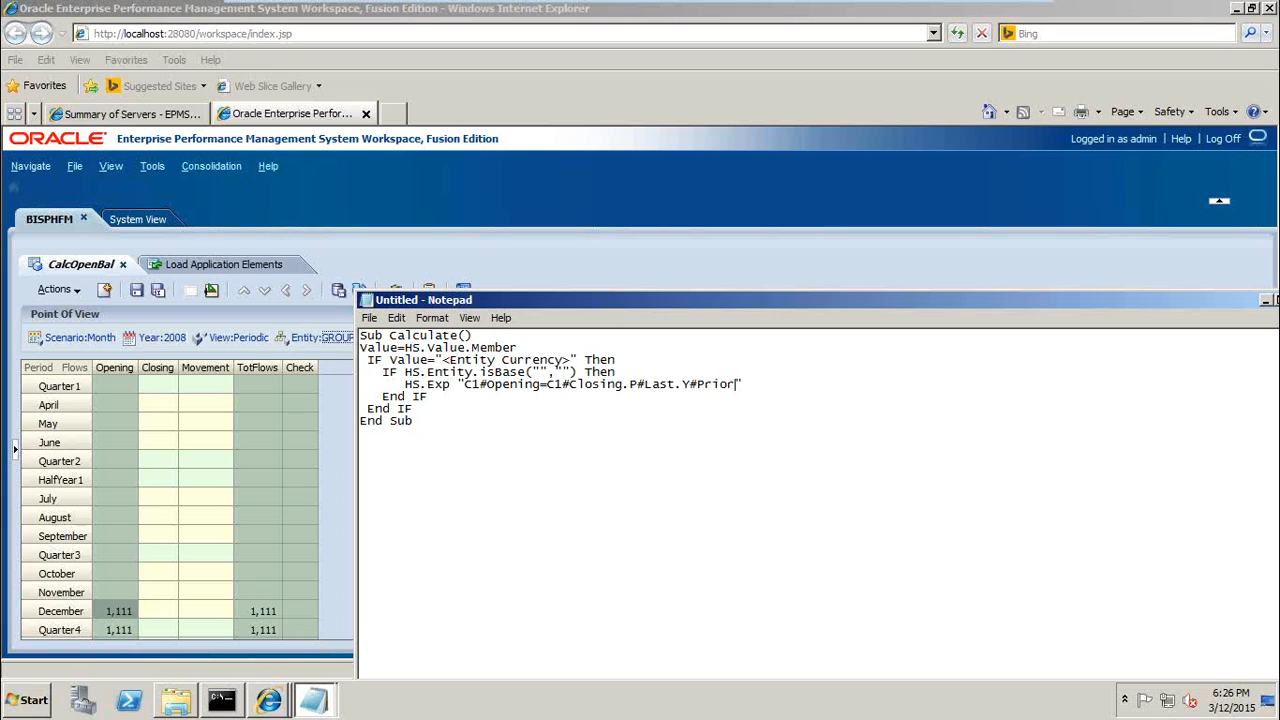 Oracle Enterprise Performance Management System Workspace, Fusion Edition - Windows Internet Explorer
http://localhost:28080/workspace/index.jsp
Bing
File Edit View Favorites Tools Help
Favorites Suggested Sites Web Slice Gallery
Summary of Servers - EPMS... Oracle Enterprise Perfor... Page Safety Tools
ORACLE Enterprise Performance Management System Workspace, Fusion Edition Logged in as admin Help Log Off
Navigate File View Tools Consolidation Help
BISPHFM System View
CalcOpenBal Load Application Elements
Actions
Point Of View
Scenario:Month Year:2008 View:Periodic Entity:GROUP
Period Flows Opening Closing Movement TotFlows Check
Quarter1
April
May
June
Quarter2
HalfYear1
July
August
September
Quarter3
October
November
December 1,111 1,111
Quarter4 1,111 1,111
Untitled - Notepad
File Edit Format View Help
Sub Calculate()
Value=HS.Value.Member
IF Value="<Entity Currency>" Then
IF HS.Entity.isBase("","") Then
HS.Exp "C1#Opening=C1#Closing.P#Last.Y#Prior"
End IF
End IF
End Sub
Start
6:26 PM
3/12/2015